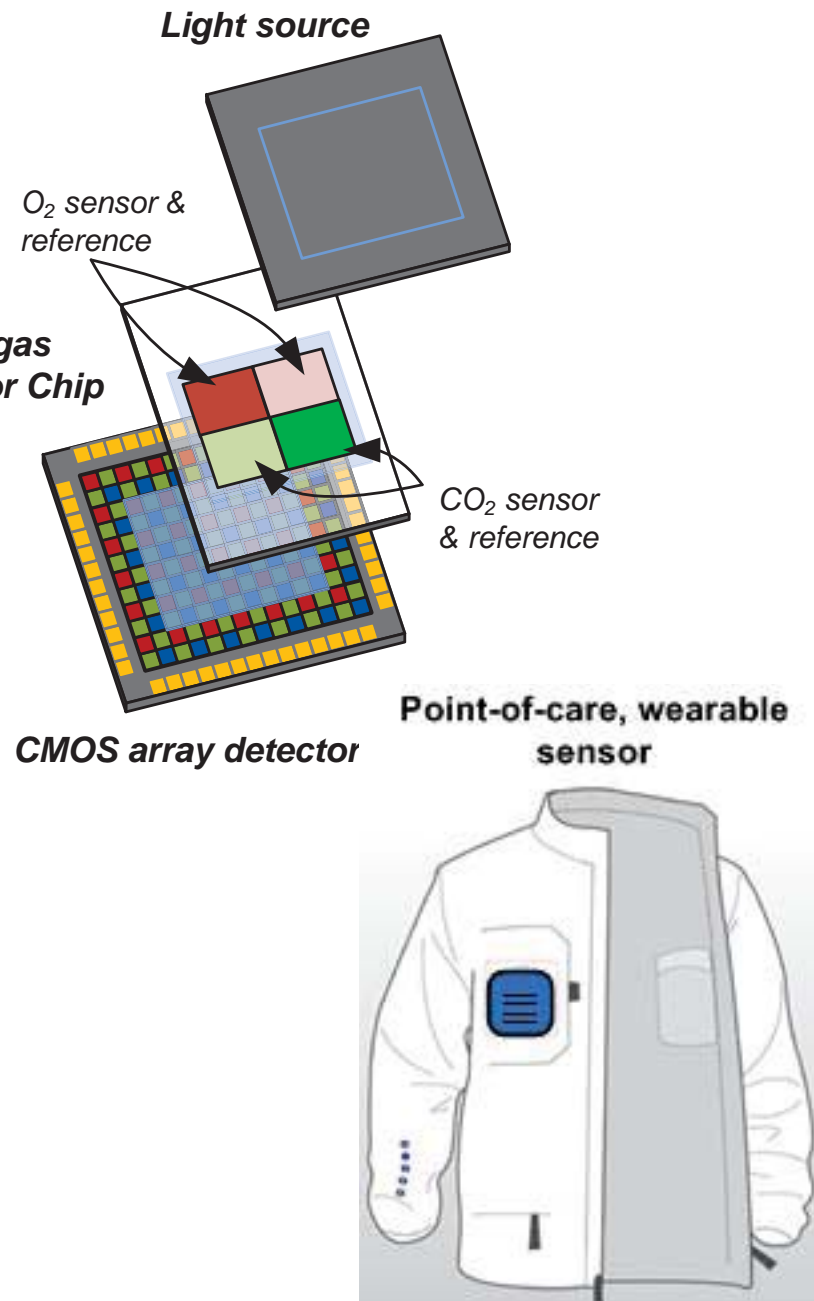 Light source
O₂ sensor &
reference
gas
or Chip
CO₂ sensor
& reference
CMOS array detector
Point-of-care, wearable
sensor